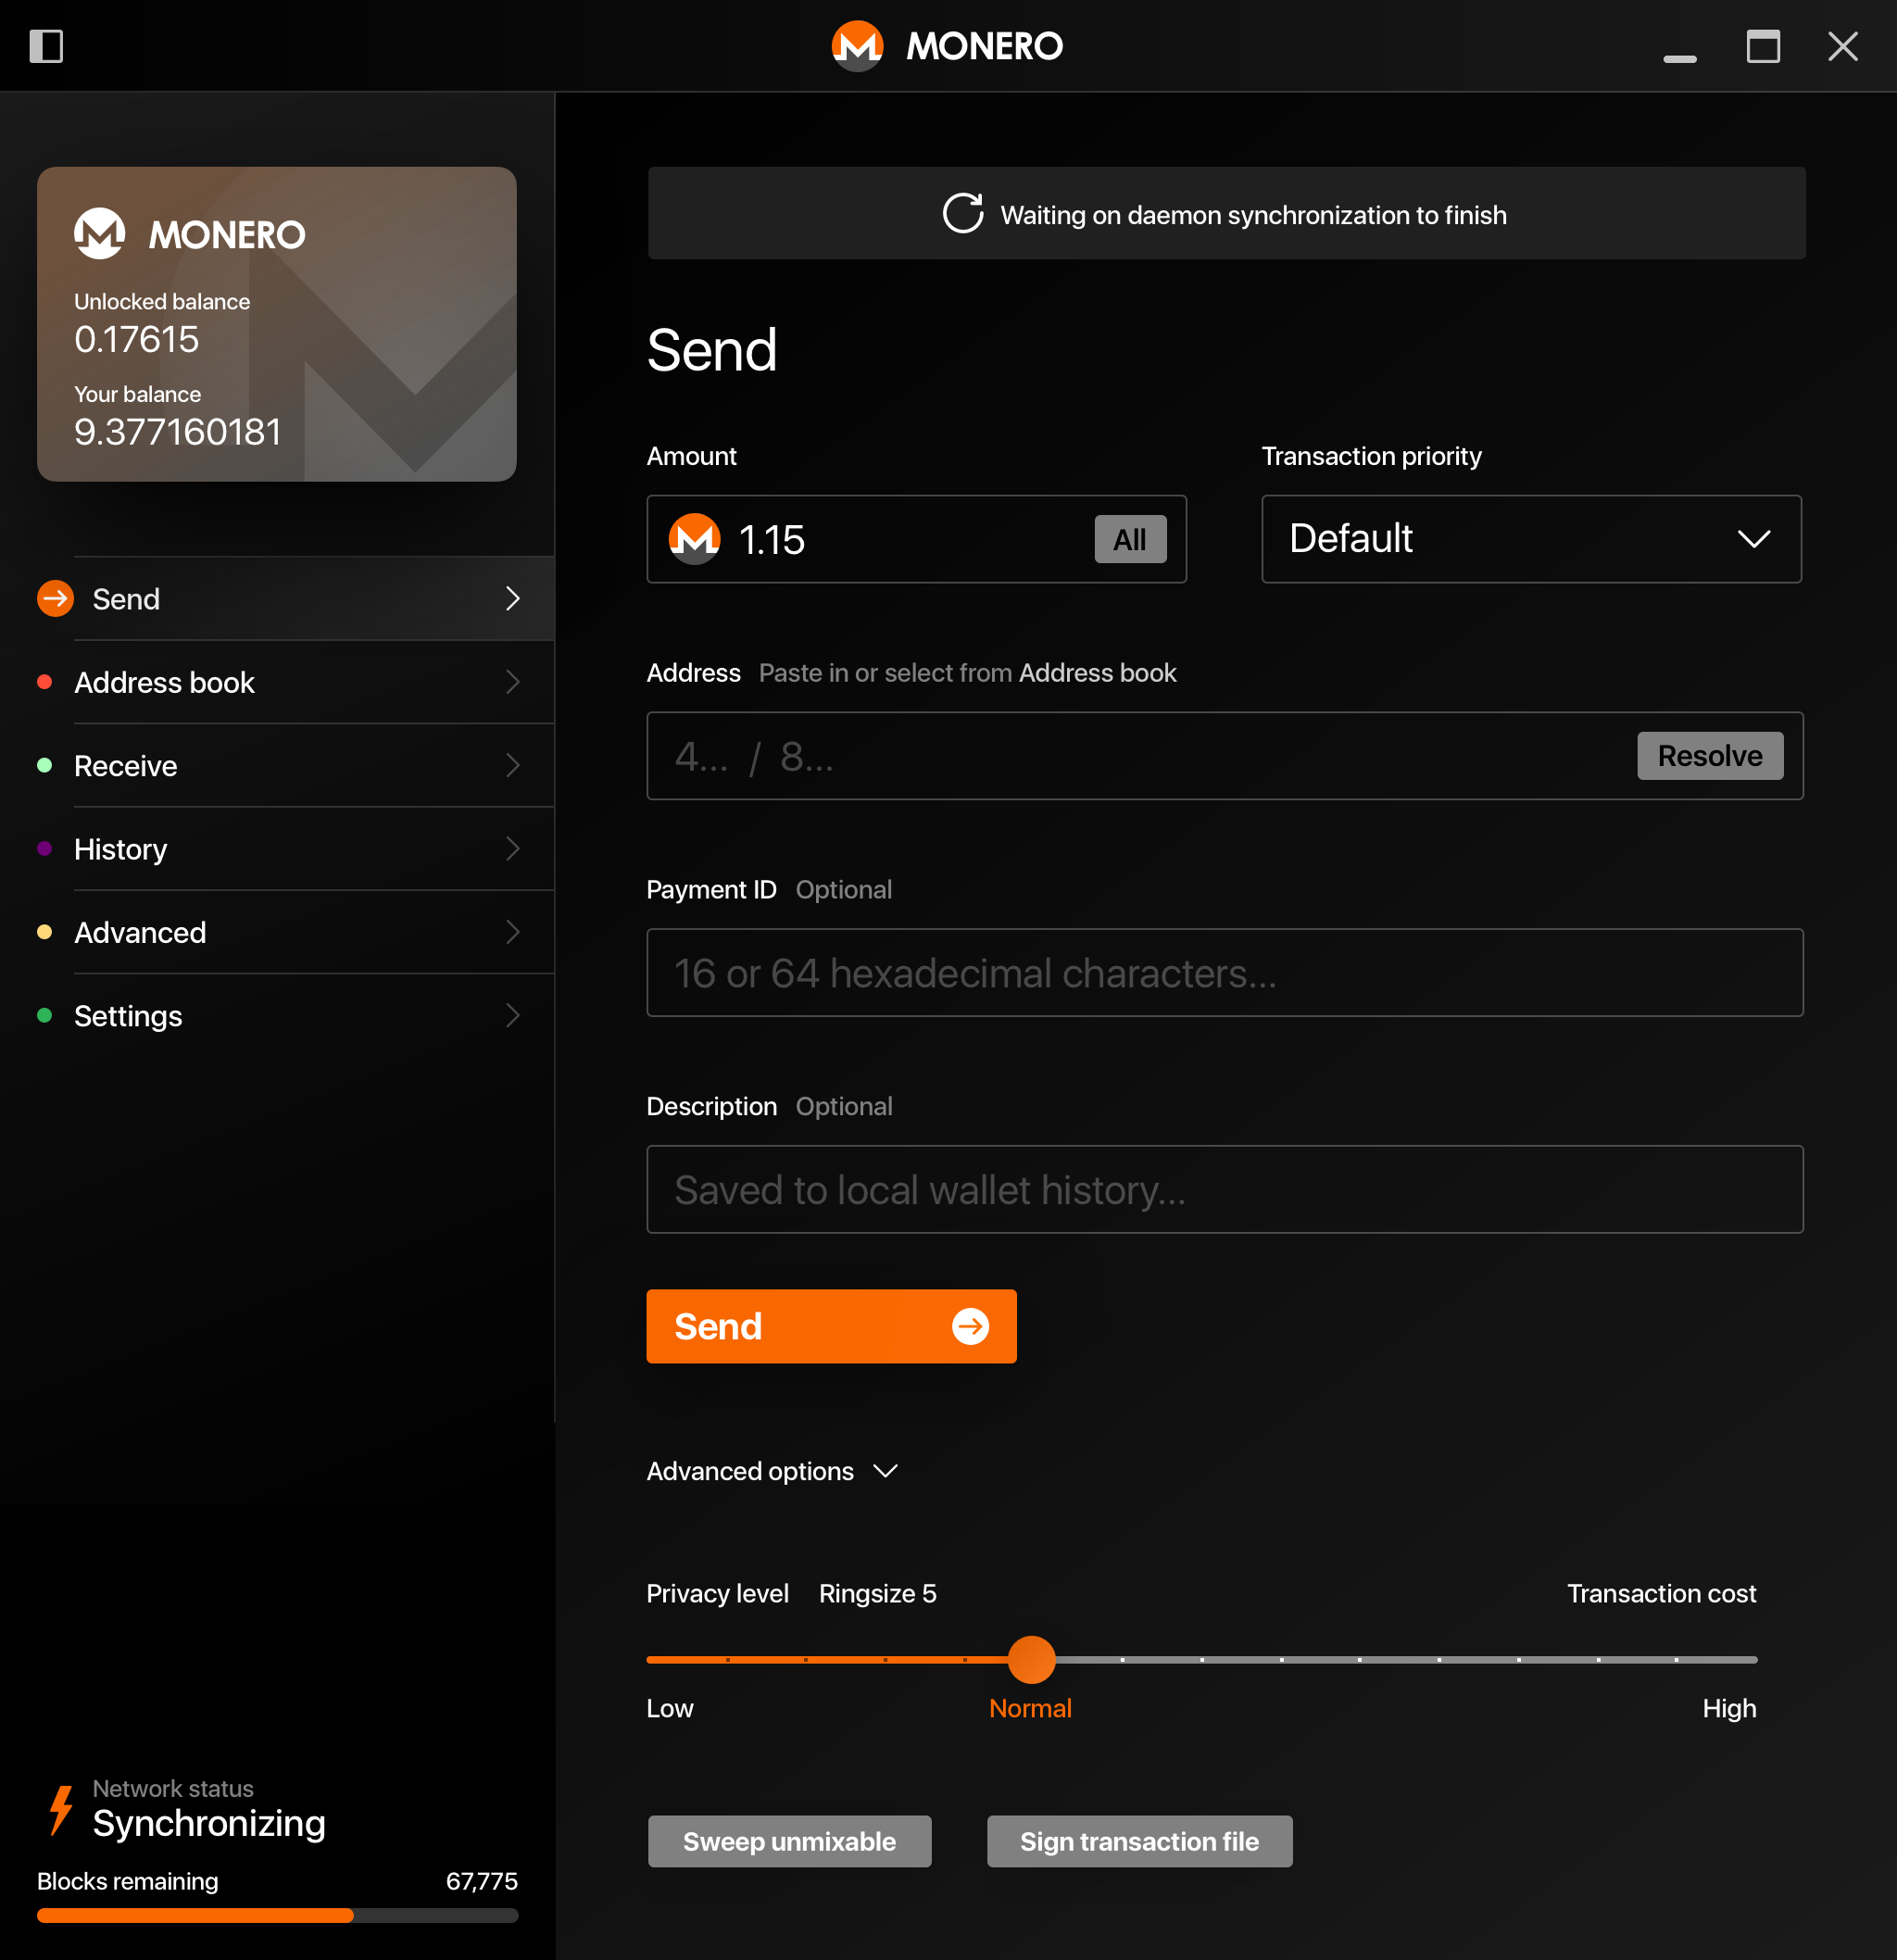 MONERO
MONERO
Unlocked balance
0.17615
Your balance
9.377160181
Send
Address book
Receive
History
Advanced
Settings
Network status
Synchronizing
Blocks remaining 67,775
Waiting on daemon synchronization to finish
Send
Amount Transaction priority
1.15 All Default
Address Paste in or select from Address book
4... / 8... Resolve
Payment ID Optional
16 or 64 hexadecimal characters...
Description Optional
Saved to local wallet history...
Send
Advanced options
Privacy level Ringsize 5 Transaction cost
Low Normal High
Sweep unmixable Sign transaction file